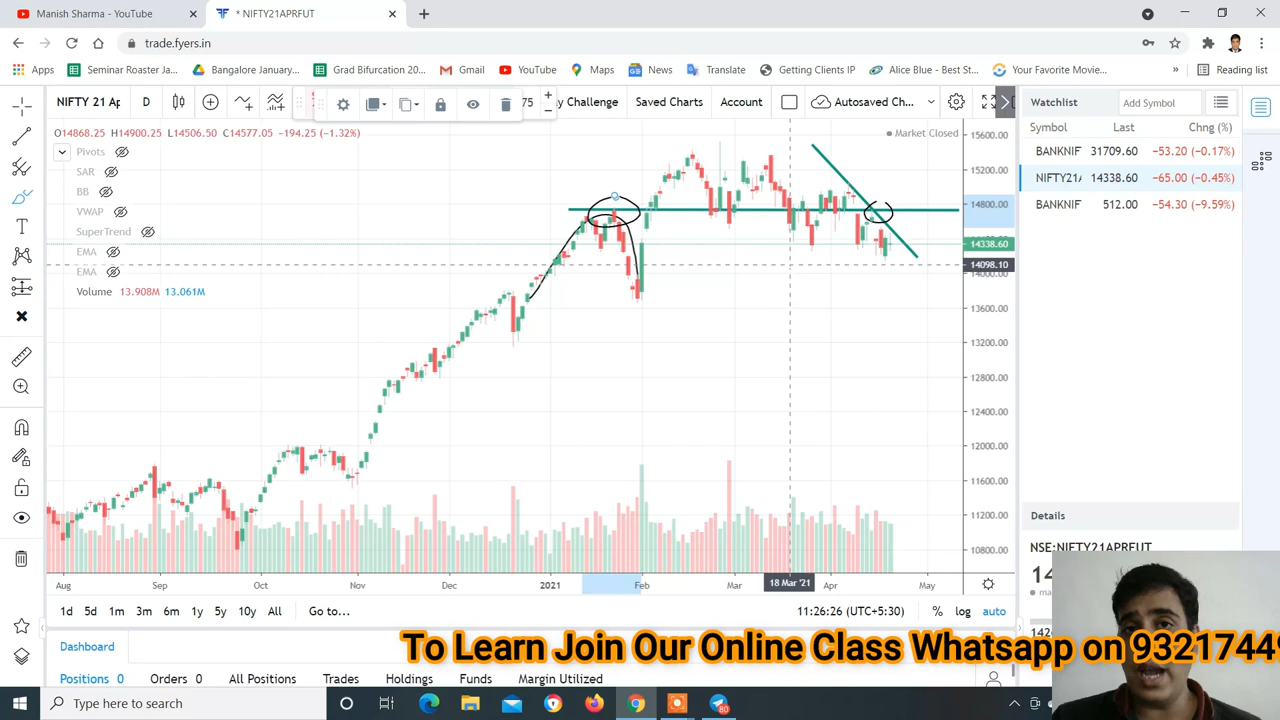 Manish Sharma - YouTube
* NIFTY21APRFUT
trade.fyers.in
Apps
Seminar Roaster Ja...
Bangalore January...
Grad Bifurcation 20...
Gmail
YouTube
Maps
News
Translate
Getting Clients IP
Alice Blue - Best St...
Your Favorite Movie...
Reading list
NIFTY 21 Ap
D
75
y Challenge
Saved Charts
Account
Autosaved Ch...
O14868.25 H14900.25 L14506.50 C14577.05 −194.25 (−1.32%)
Market Closed
Pivots
SAR
BB
VWAP
SuperTrend
EMA
EMA
Volume 13.908M 13.061M
15600.00
15200.00
14800.00
14338.60
14098.10
13600.00
13200.00
12800.00
12400.00
12000.00
11600.00
11200.00
10800.00
Aug
Sep
Oct
Nov
Dec
2021
Feb
Mar
18 Mar '21
Apr
May
1d 5d 1m 3m 6m 1y 5y 10y All Go to...
11:26:26 (UTC+5:30)
% log auto
Watchlist
Add Symbol
Symbol Last Chng (%)
BANKNIF 31709.60 −53.20 (−0.17%)
NIFTY21 14338.60 −65.00 (−0.45%)
BANKNIF 512.00 −54.30 (−9.59%)
Details
NSE:NIFTY21APRFUT
Dashboard
To Learn Join Our Online Class Whatsapp on 93217449
Positions 0
Orders 0
All Positions
Trades
Holdings
Funds
Margin Utilized
Type here to search
80